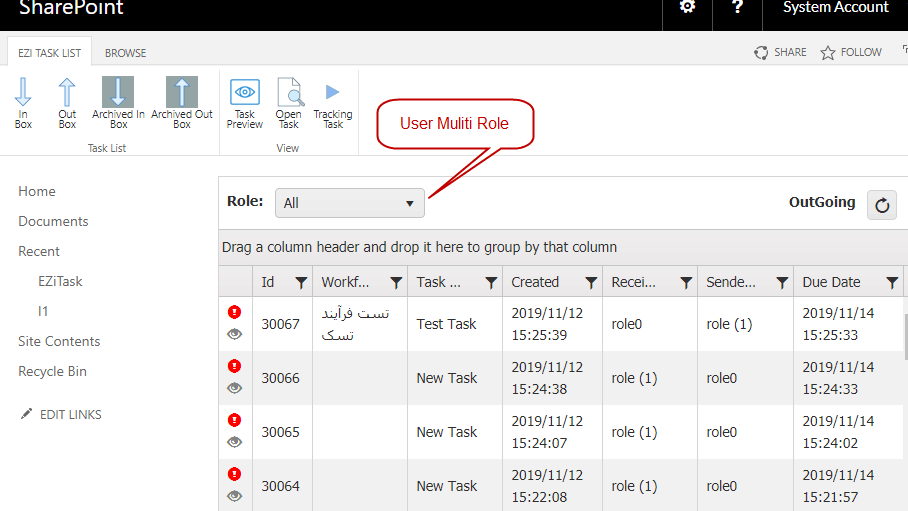 SharePoint
?
System Account
EZI TASK LIST
BROWSE
SHARE
FOLLOW
In
Box
Out
Box
Archived In
Box
Archived Out
Box
Task
Preview
Open
Task
Tracking
Task
Task List
View
User Muliti Role
Home
Documents
Recent
EZiTask
l1
Site Contents
Recycle Bin
EDIT LINKS
Role:
All
OutGoing
Drag a column header and drop it here to group by that column
Id
Workf...
Task ...
Created
Recei...
Sende...
Due Date
30067
تست فرآیند
تسک
Test Task
2019/11/12
15:25:39
role0
role (1)
2019/11/14
15:25:33
30066
New Task
2019/11/12
15:24:38
role (1)
role0
2019/11/14
15:24:33
30065
New Task
2019/11/12
15:24:07
role (1)
role0
2019/11/14
15:24:02
30064
New Task
2019/11/12
15:22:08
role (1)
role0
2019/11/14
15:21:57